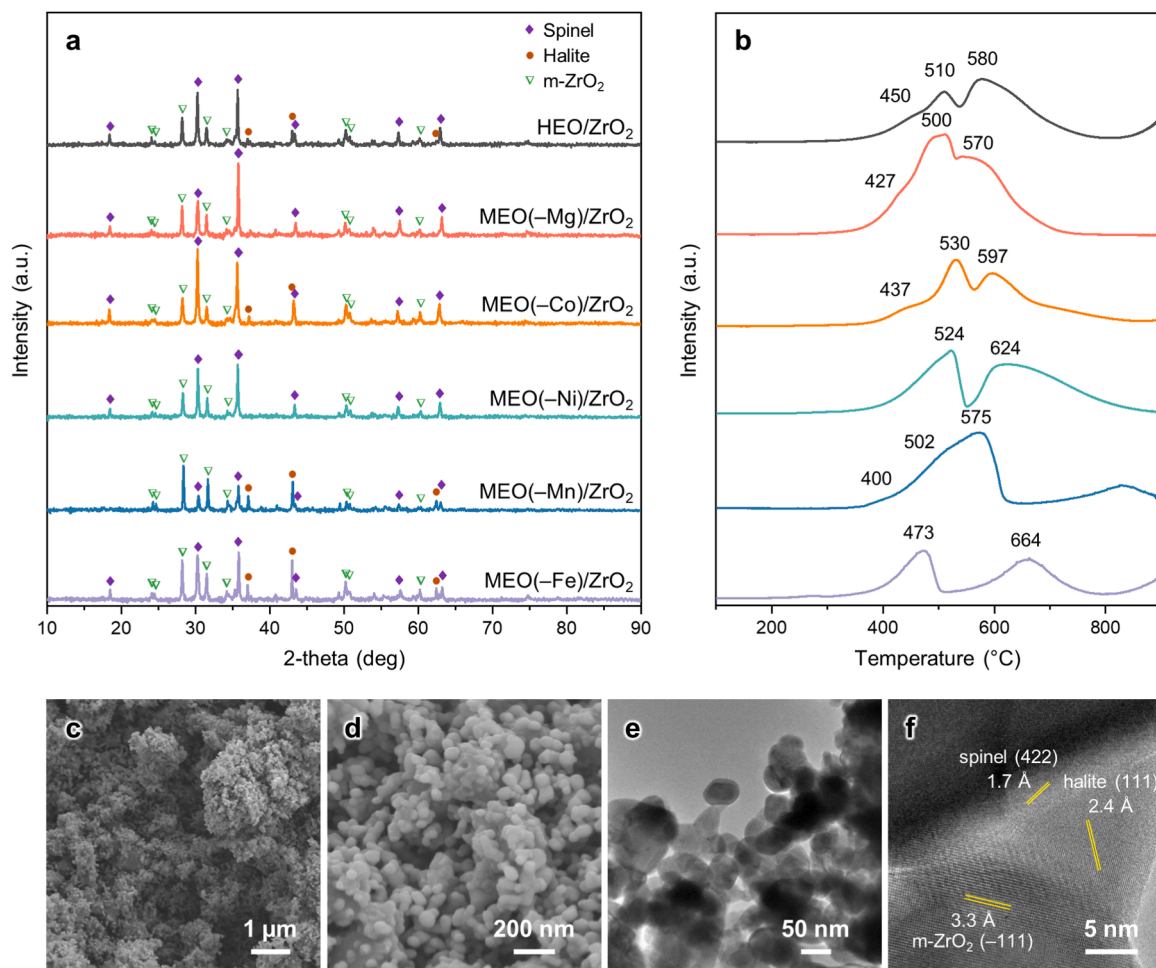 a
Spinel
Halite
m-ZrO₂
HEO/ZrO₂
MEO(–Mg)/ZrO₂
MEO(–Co)/ZrO₂
MEO(–Ni)/ZrO₂
MEO(–Mn)/ZrO₂
MEO(–Fe)/ZrO₂
Intensity (a.u.)
10 20 30 40 50 60 70 80 90
2-theta (deg)
b
450 510 580
427 500 570
437 530 597
524 624
400 502 575
473 664
Intensity (a.u.)
200 400 600 800
Temperature (°C)
c
1 µm
d
200 nm
e
50 nm
f
spinel (422)
1.7 Å
halite (111)
2.4 Å
3.3 Å
m-ZrO₂ (–111)
5 nm